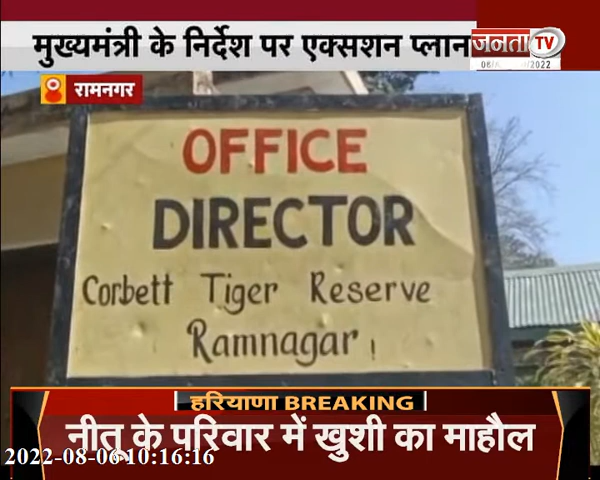 मुख्यमंत्री के निर्देश पर एक्सशन प्लान
जनता TV
2022
रामनगर
OFFICE
DIRECTOR
Corbett Tiger Reserve
Ramnagar
हरियाणा BREAKING
नीतू के परिवार में खुशी का माहौल
2022-08-06 10:16:16